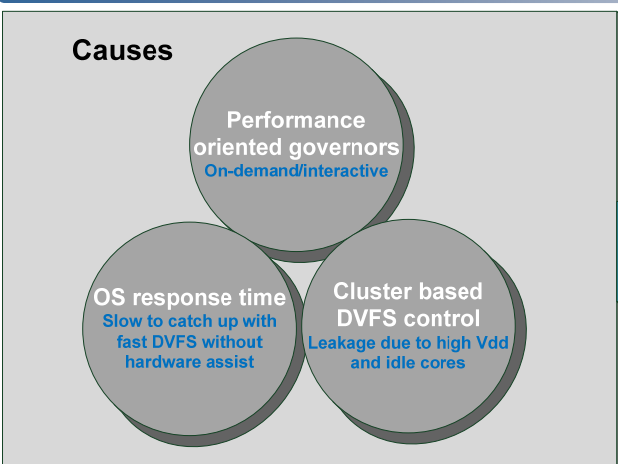 Causes
Performance
oriented governors
On-demand/interactive
OS response time
Slow to catch up with
fast DVFS without
hardware assist
Cluster based
DVFS control
Leakage due to high Vdd
and idle cores